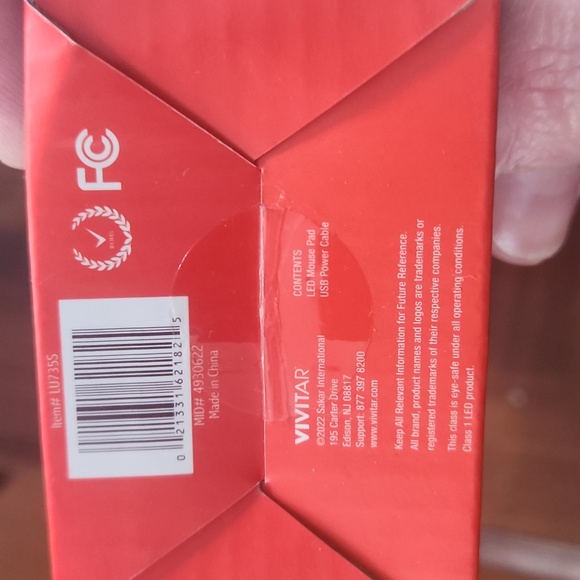 FC
Item# LU735S
0 21331 62182 5
MID# 4930622
Made in China
VIVITAR
©2022 Sakar International
195 Carter Drive
Edison, NJ 08817
Support: 877 397 8200
www.vivitar.com
CONTENTS
LED Mouse Pad
USB Power Cable
Keep All Relevant Information for Future Reference.
All brand, product names and logos are trademarks or
registered trademarks of their respective companies.
This class is eye-safe under all operating conditions.
Class 1 LED product.